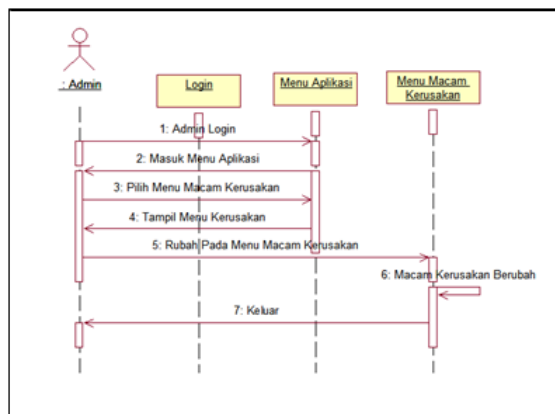 : Admin
Login
Menu Aplikasi
Menu Macam
Kerusakan
1: Admin Login
2: Masuk Menu Aplikasi
3: Pilih Menu Macam Kerusakan
4: Tampil Menu Kerusakan
5: Rubah Pada Menu Macam Kerusakan
6: Macam Kerusakan Berubah
7: Keluar